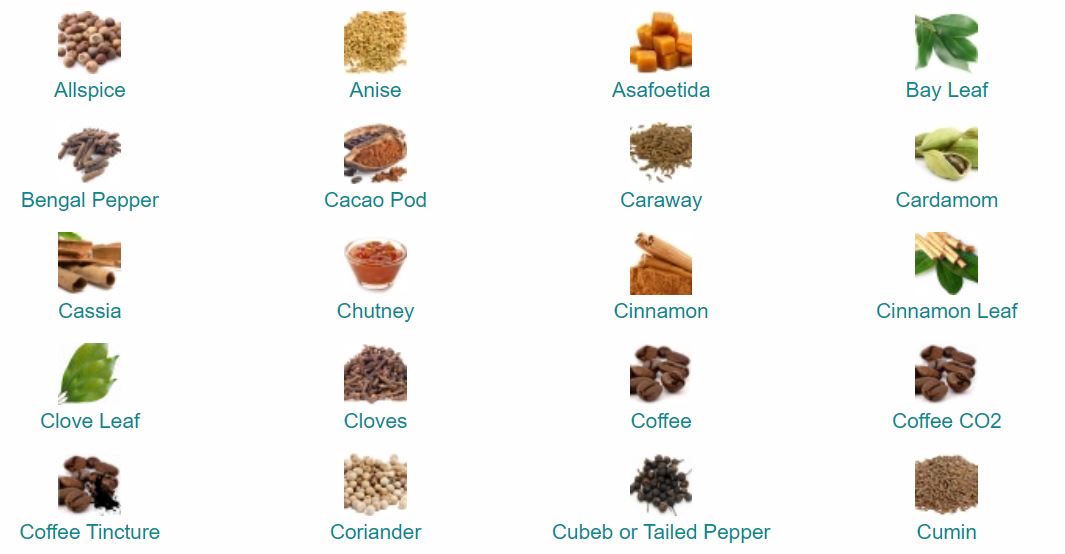 Allspice
Anise
Asafoetida
Bay Leaf
Bengal Pepper
Cacao Pod
Caraway
Cardamom
Cassia
Chutney
Cinnamon
Cinnamon Leaf
Clove Leaf
Cloves
Coffee
Coffee CO2
Coffee Tincture
Coriander
Cubeb or Tailed Pepper
Cumin